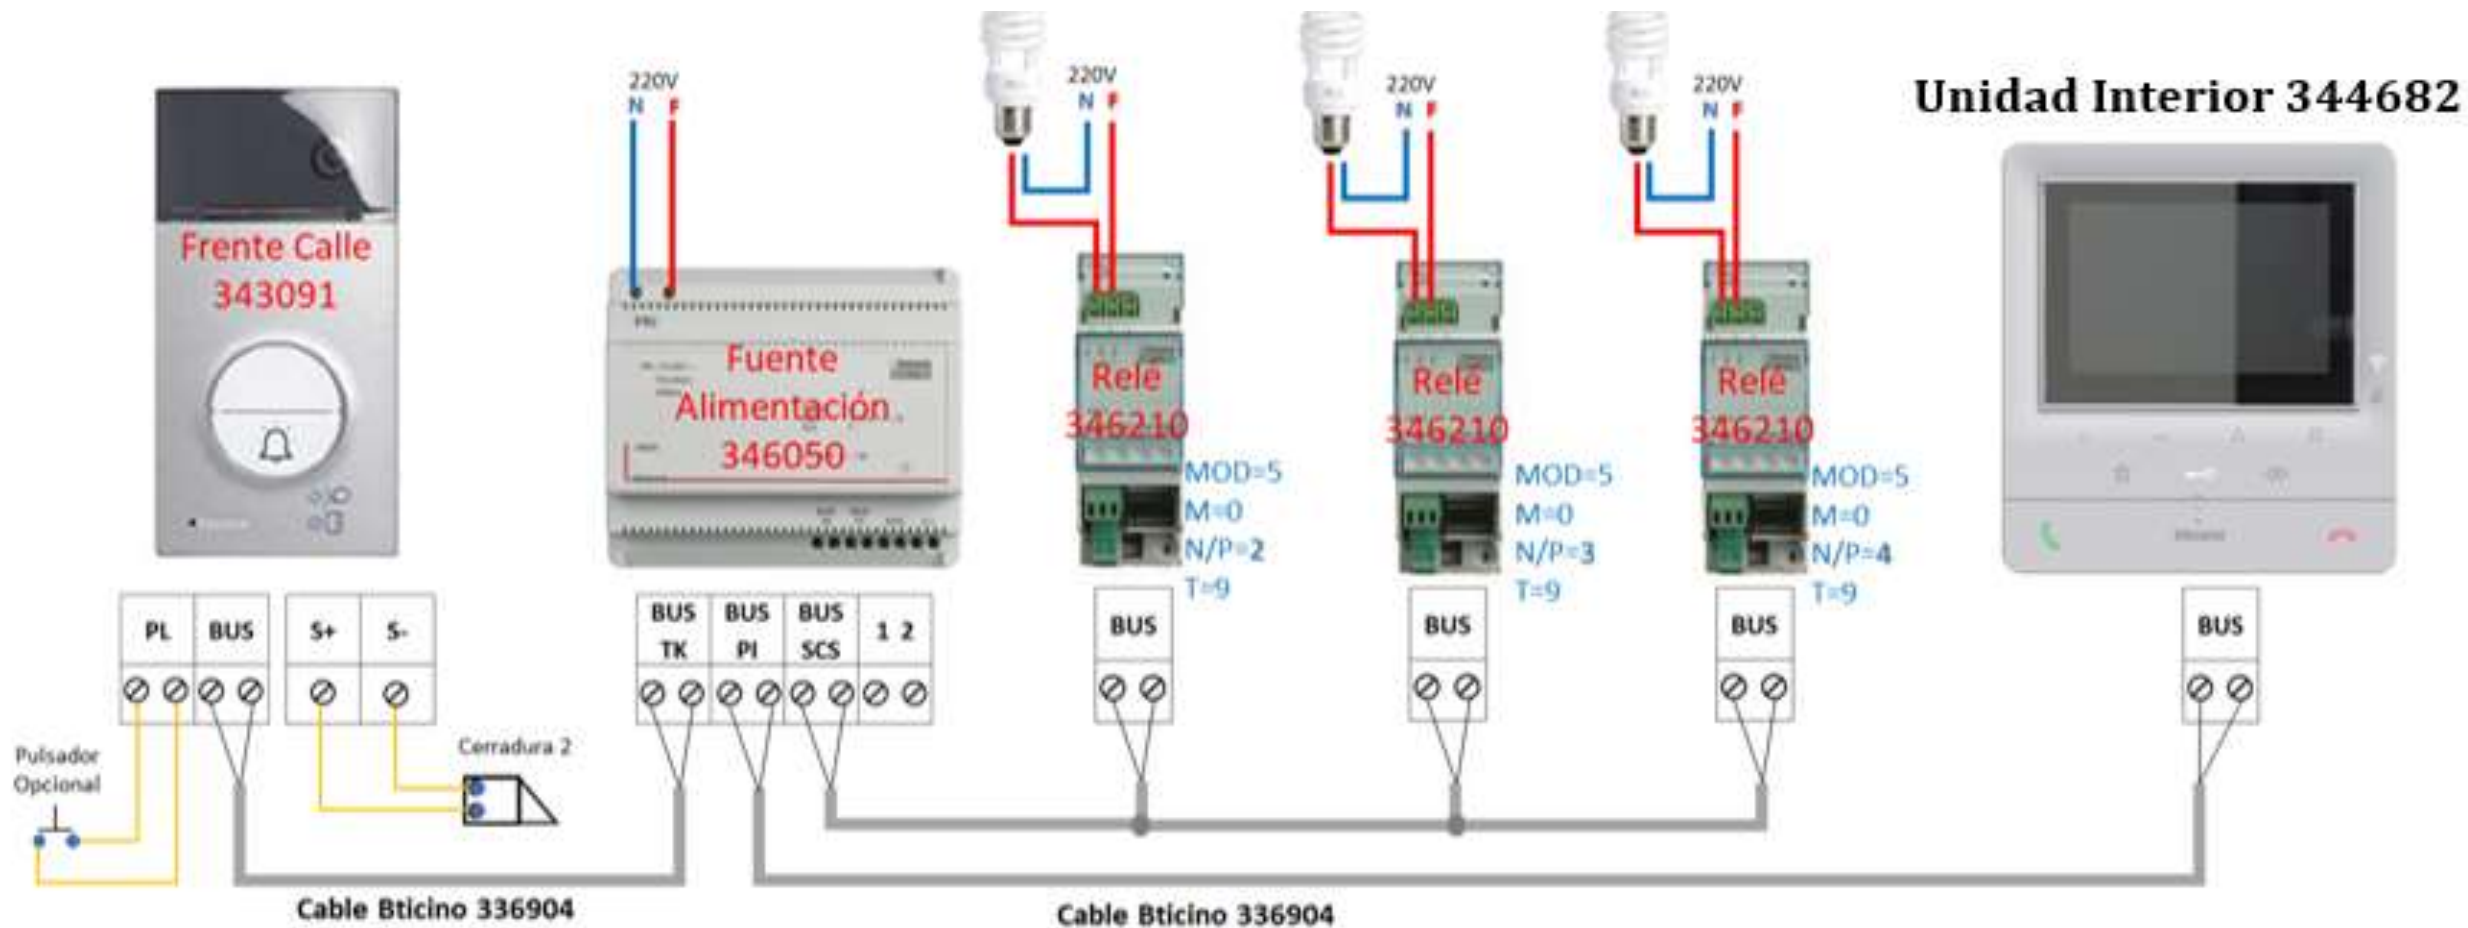 Unidad Interior 344682
220V
N F
220V
N F
220V
N F
220V
N F
Frente Calle
343091
Fuente
Alimentación
346050
Relé
346210
MOD=5
M=0
N/P=2
T=9
Relé
346210
MOD=5
M=0
N/P=3
T=9
Relé
346210
MOD=5
M=0
N/P=4
T=9
PL
BUS
S+
S-
BUS
TK
BUS
PI
BUS
SCS
1 2
BUS
BUS
BUS
BUS
Pulsador
Opcional
Cerradura 2
Cable Bticino 336904
Cable Bticino 336904